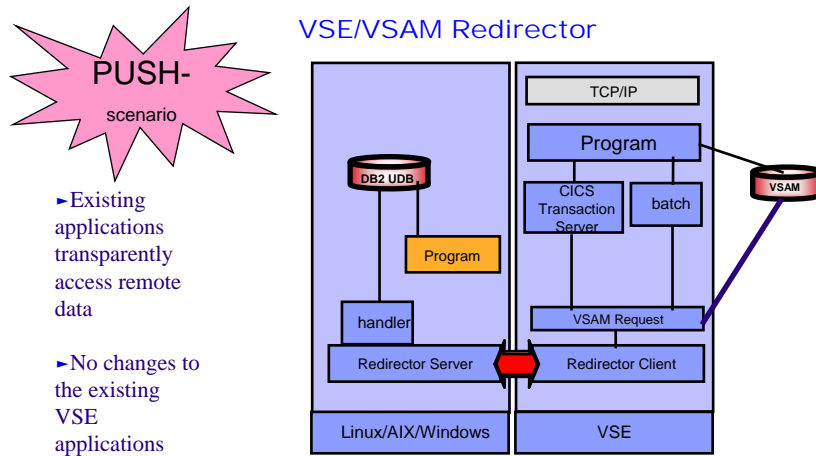 VSE/VSAM Redirector
PUSH-
scenario
►Existing
applications
transparently
access remote
data
►No changes to
the existing
VSE
applications
DB2 UDB
Program
handler
Redirector Server
Linux/AIX/Windows
TCP/IP
Program
CICS
Transaction
Server
batch
VSAM
VSAM Request
Redirector Client
VSE